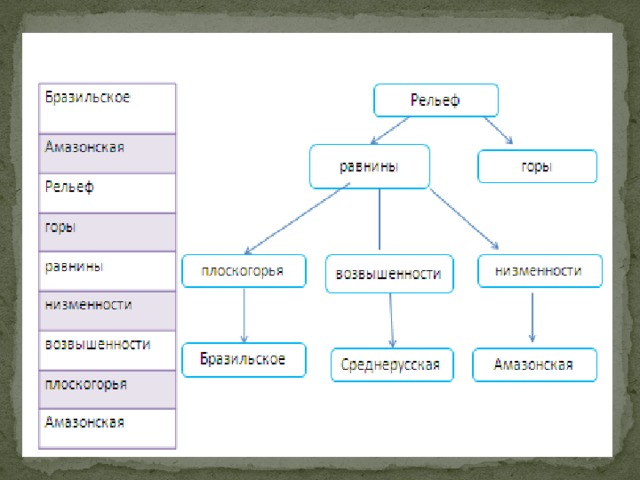 Бразильское
Амазонская
Рельеф
горы
равнины
низменности
возвышенности
плоскогорья
Амазонская
Рельеф
равнины
горы
плоскогорья
возвышенности
низменности
Бразильское
Среднерусская
Амазонская